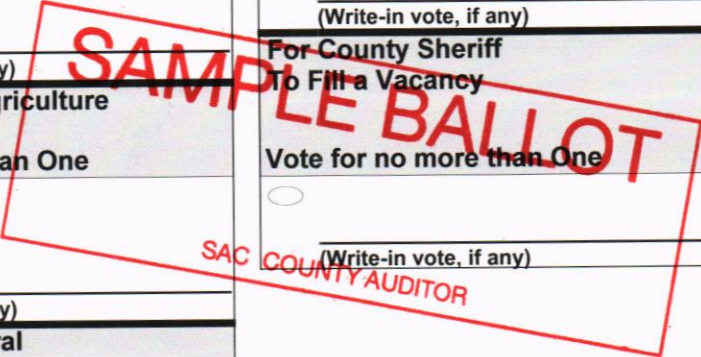 y)
griculture
an One
y)
al
(Write-in vote, if any)
For County Sheriff
To Fill a Vacancy
Vote for no more than One
(Write-in vote, if any)
SAMPLE BALLOT
SAC COUNTY AUDITOR